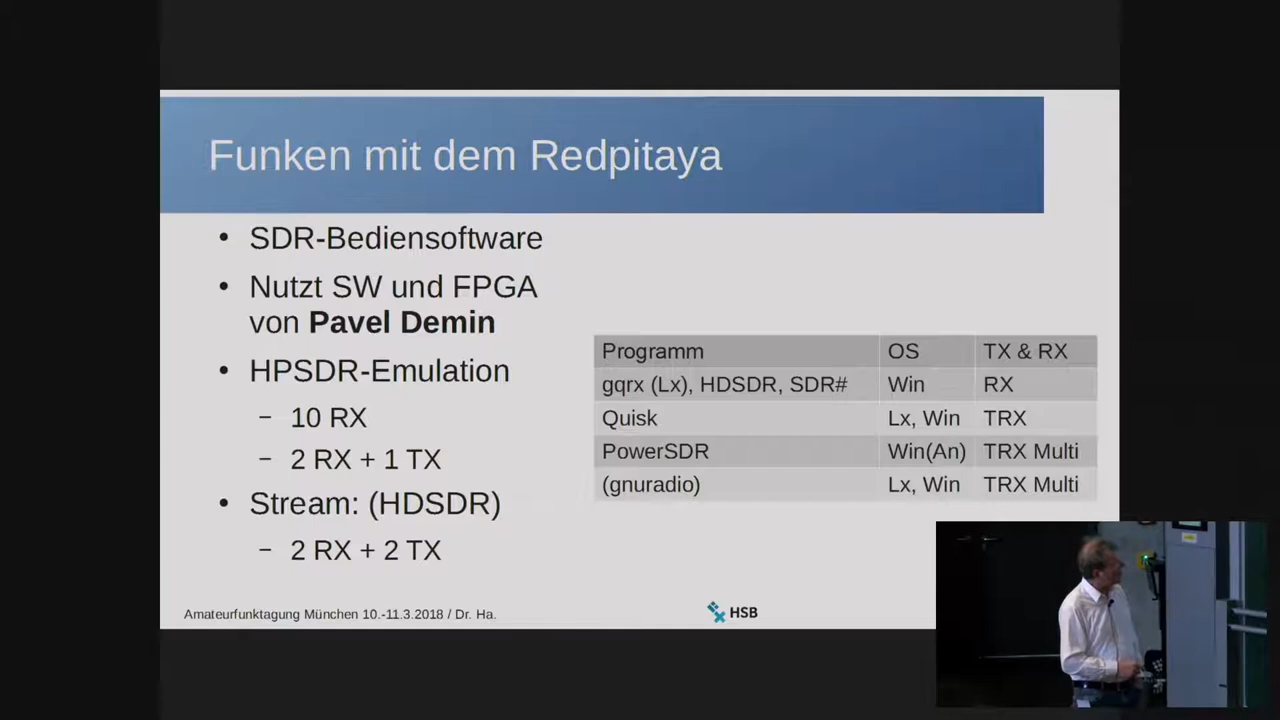 Funken mit dem Redpitaya
• SDR-Bediensoftware
• Nutzt SW und FPGA
von Pavel Demin
• HPSDR-Emulation
– 10 RX
– 2 RX + 1 TX
• Stream: (HDSDR)
– 2 RX + 2 TX
Programm OS TX & RX
gqrx (Lx), HDSDR, SDR# Win RX
Quisk Lx, Win TRX
PowerSDR Win(An) TRX Multi
(gnuradio) Lx, Win TRX Multi
Amateurfunktagung München 10.-11.3.2018 / Dr. Ha.
HSB